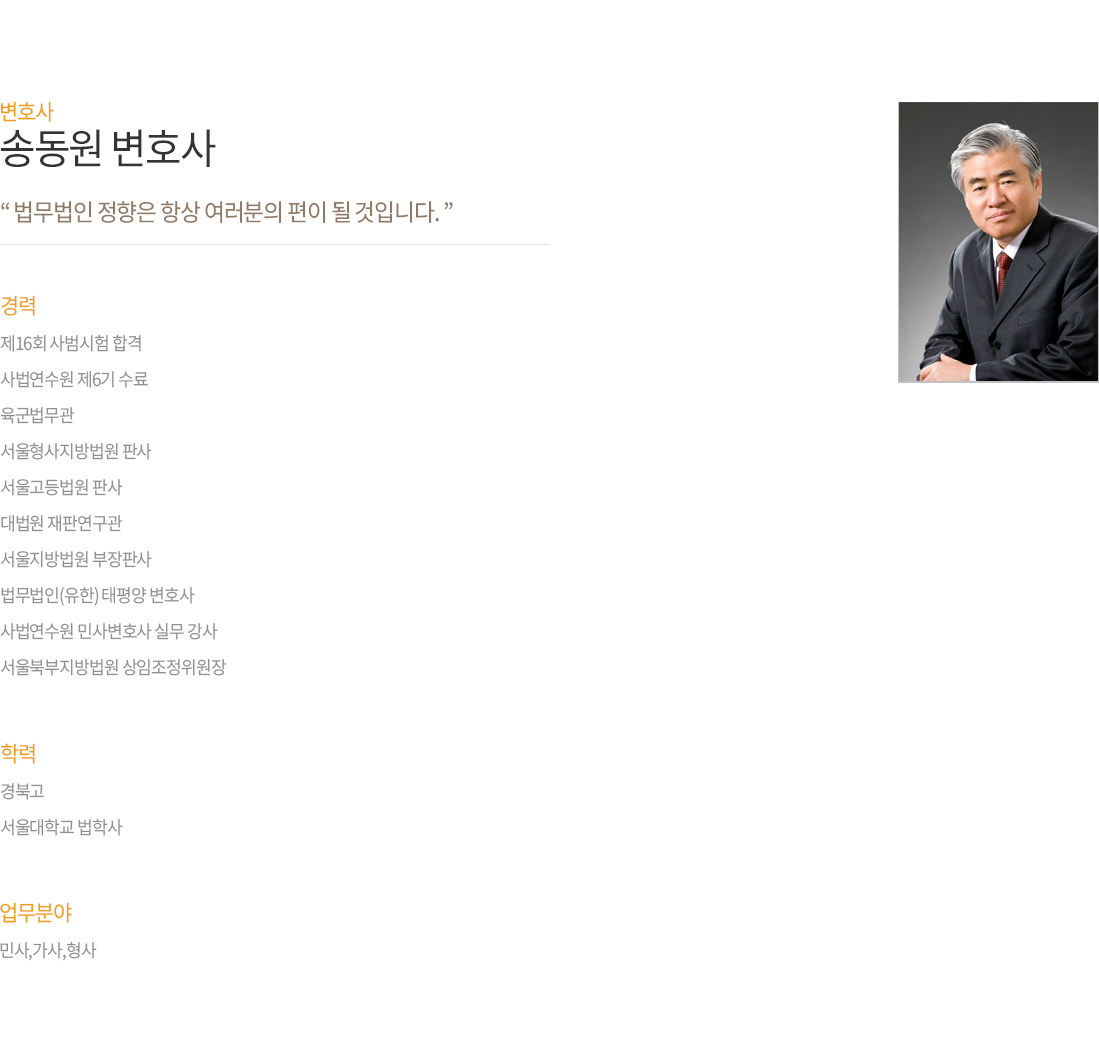 변호사
송동원 변호사
“ 법무법인 정향은 항상 여러분의 편이 될 것입니다. ”
경력
제16회 사범시험 합격
사법연수원 제6기 수료
육군법무관
서울형사지방법원 판사
서울고등법원 판사
대법원 재판연구관
서울지방법원 부장판사
법무법인(유한) 태평양 변호사
사법연수원 민사변호사 실무 강사
서울북부지방법원 상임조정위원장
학력
경북고
서울대학교 법학사
업무분야
민사,가사,형사